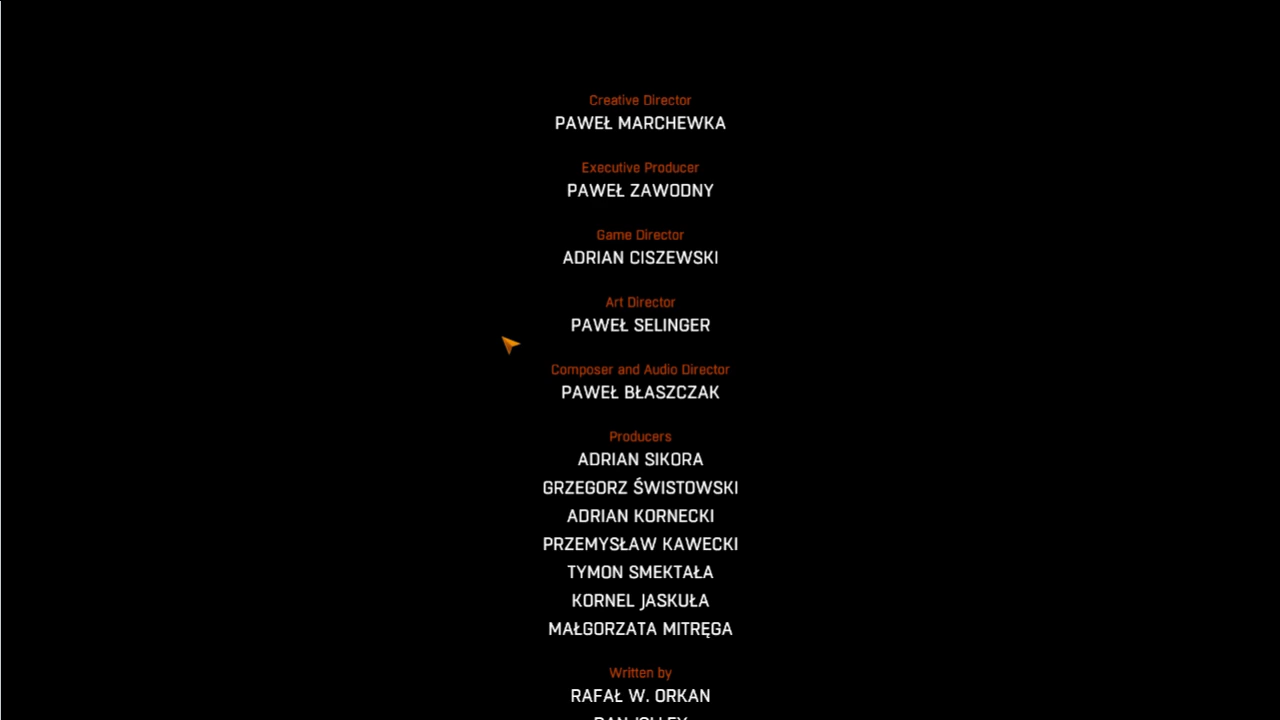 Creative Director
PAWEŁ MARCHEWKA
Executive Producer
PAWEŁ ZAWODNY
Game Director
ADRIAN CISZEWSKI
Art Director
PAWEŁ SELINGER
Composer and Audio Director
PAWEŁ BŁASZCZAK
Producers
ADRIAN SIKORA
GRZEGORZ ŚWISTOWSKI
ADRIAN KORNECKI
PRZEMYSŁAW KAWECKI
TYMON SMEKTAŁA
KORNEL JASKUŁA
MAŁGORZATA MITRĘGA
Written by
RAFAŁ W. ORKAN